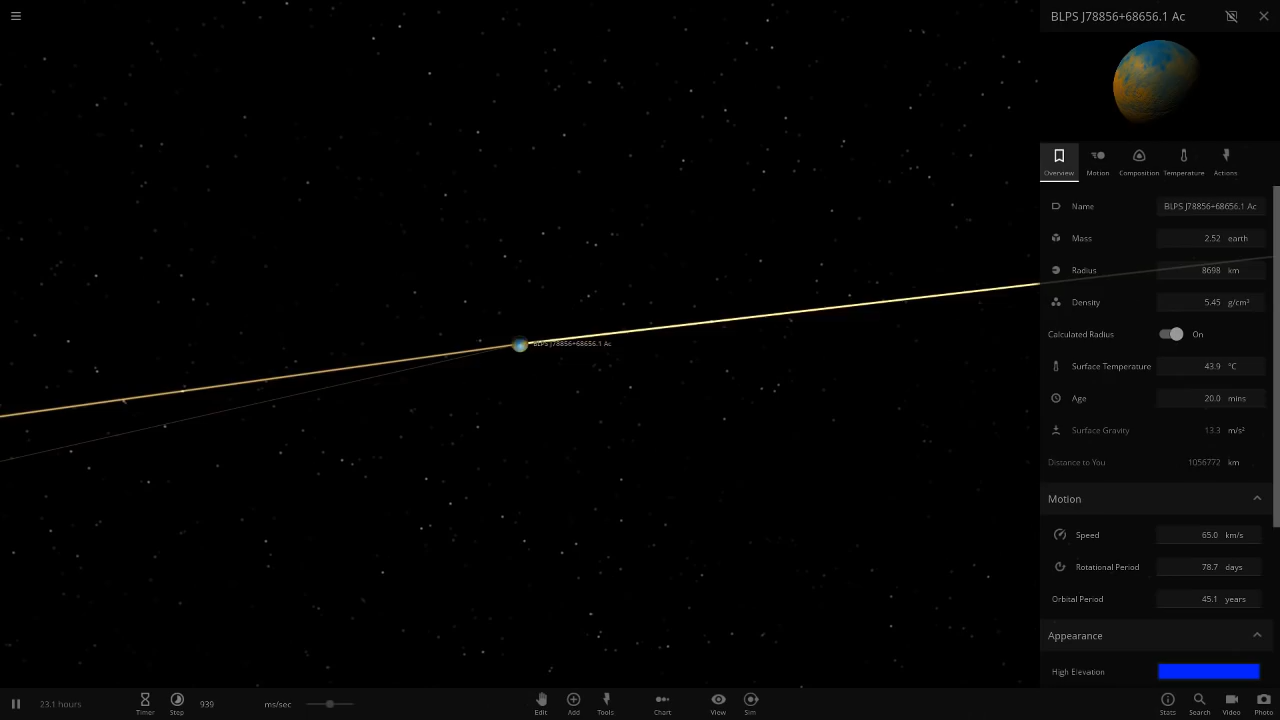 BLPS J78856+68656.1 Ac
Overview Motion Composition Temperature Actions
Name BLPS J78856+68656.1 Ac
Mass 2.52 earth
Radius 8698 km
Density 5.45 g/cm³
Calculated Radius On
BLPS J78856+68656.1 Ac
Surface Temperature 43.9 °C
Age 20.0 mins
Surface Gravity 13.3 m/s²
Distance to You 1056772 km
Motion
Speed 65.0 km/s
Rotational Period 78.7 days
Orbital Period 45.1 years
Appearance
High Elevation
23.1 hours Timer Step 939 ms/sec Edit Add Tools Chart View Sim Stats Search Video Photo